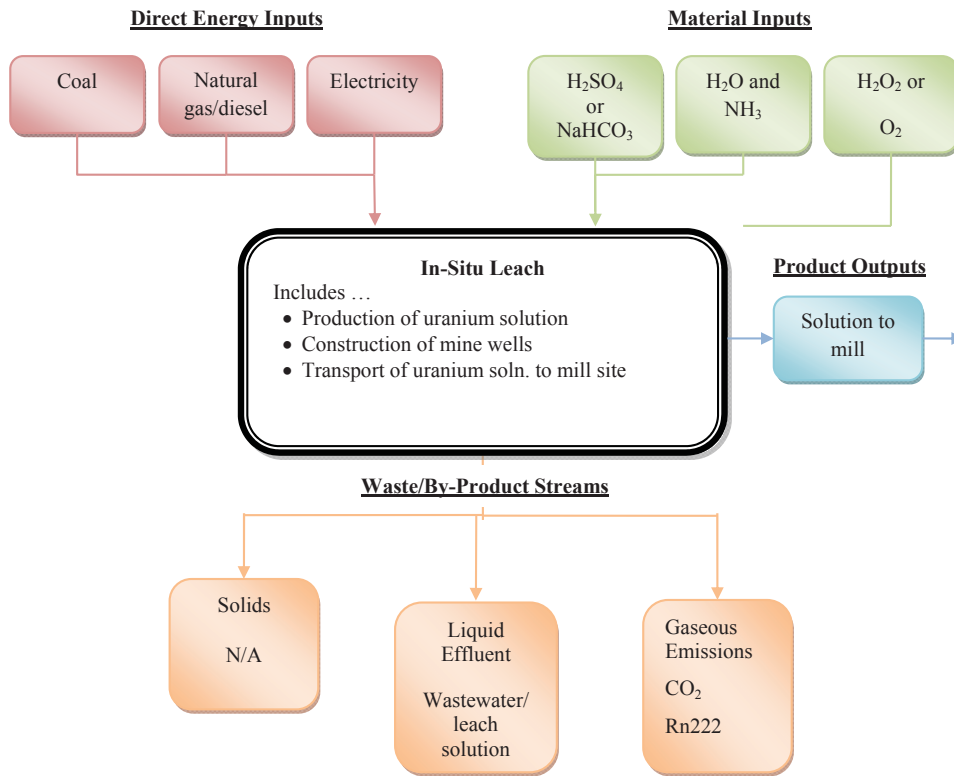 Direct Energy Inputs
Material Inputs
Coal
Natural
gas/diesel
Electricity
H₂SO₄
or
NaHCO₃
H₂O and
NH₃
H₂O₂ or
O₂
In-Situ Leach
Includes …
• Production of uranium solution
• Construction of mine wells
• Transport of uranium soln. to mill site
Product Outputs
Solution to
mill
Waste/By-Product Streams
Solids
N/A
Liquid
Effluent
Wastewater/
leach
solution
Gaseous
Emissions
CO₂
Rn222